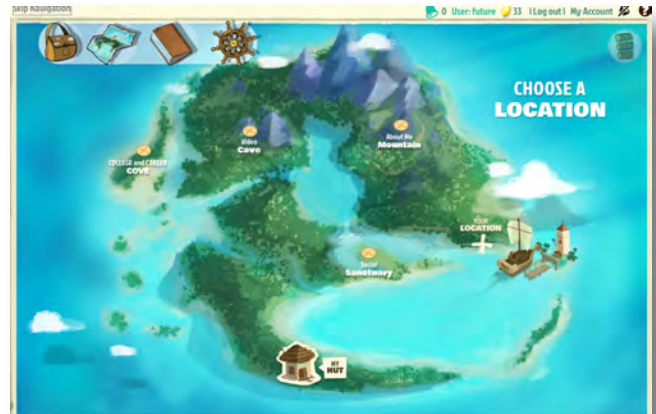 Skip Navigation
0 User: future 33 | Log out | My Account
CHOOSE A
LOCATION
Video
Cove
About Me
Mountain
COLLEGE and CAREER
COVE
YOUR
LOCATION
Social
Sanctuary
MY
HUT